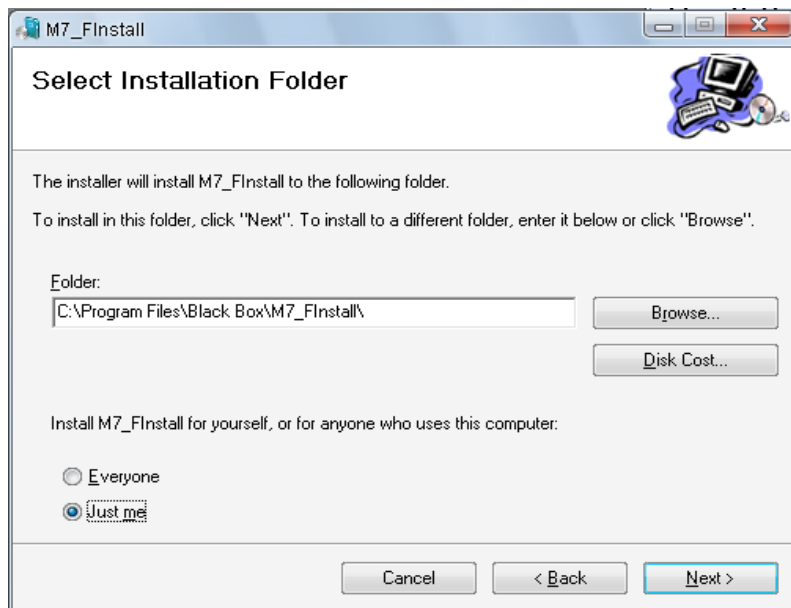 M7_FInstall
Select Installation Folder
The installer will install M7_FInstall to the following folder.
To install in this folder, click "Next". To install to a different folder, enter it below or click "Browse".
Folder:
C:\Program Files\Black Box\M7_FInstall\
Browse...
Disk Cost...
Install M7_FInstall for yourself, or for anyone who uses this computer:
Everyone
Just me
Cancel
< Back
Next >